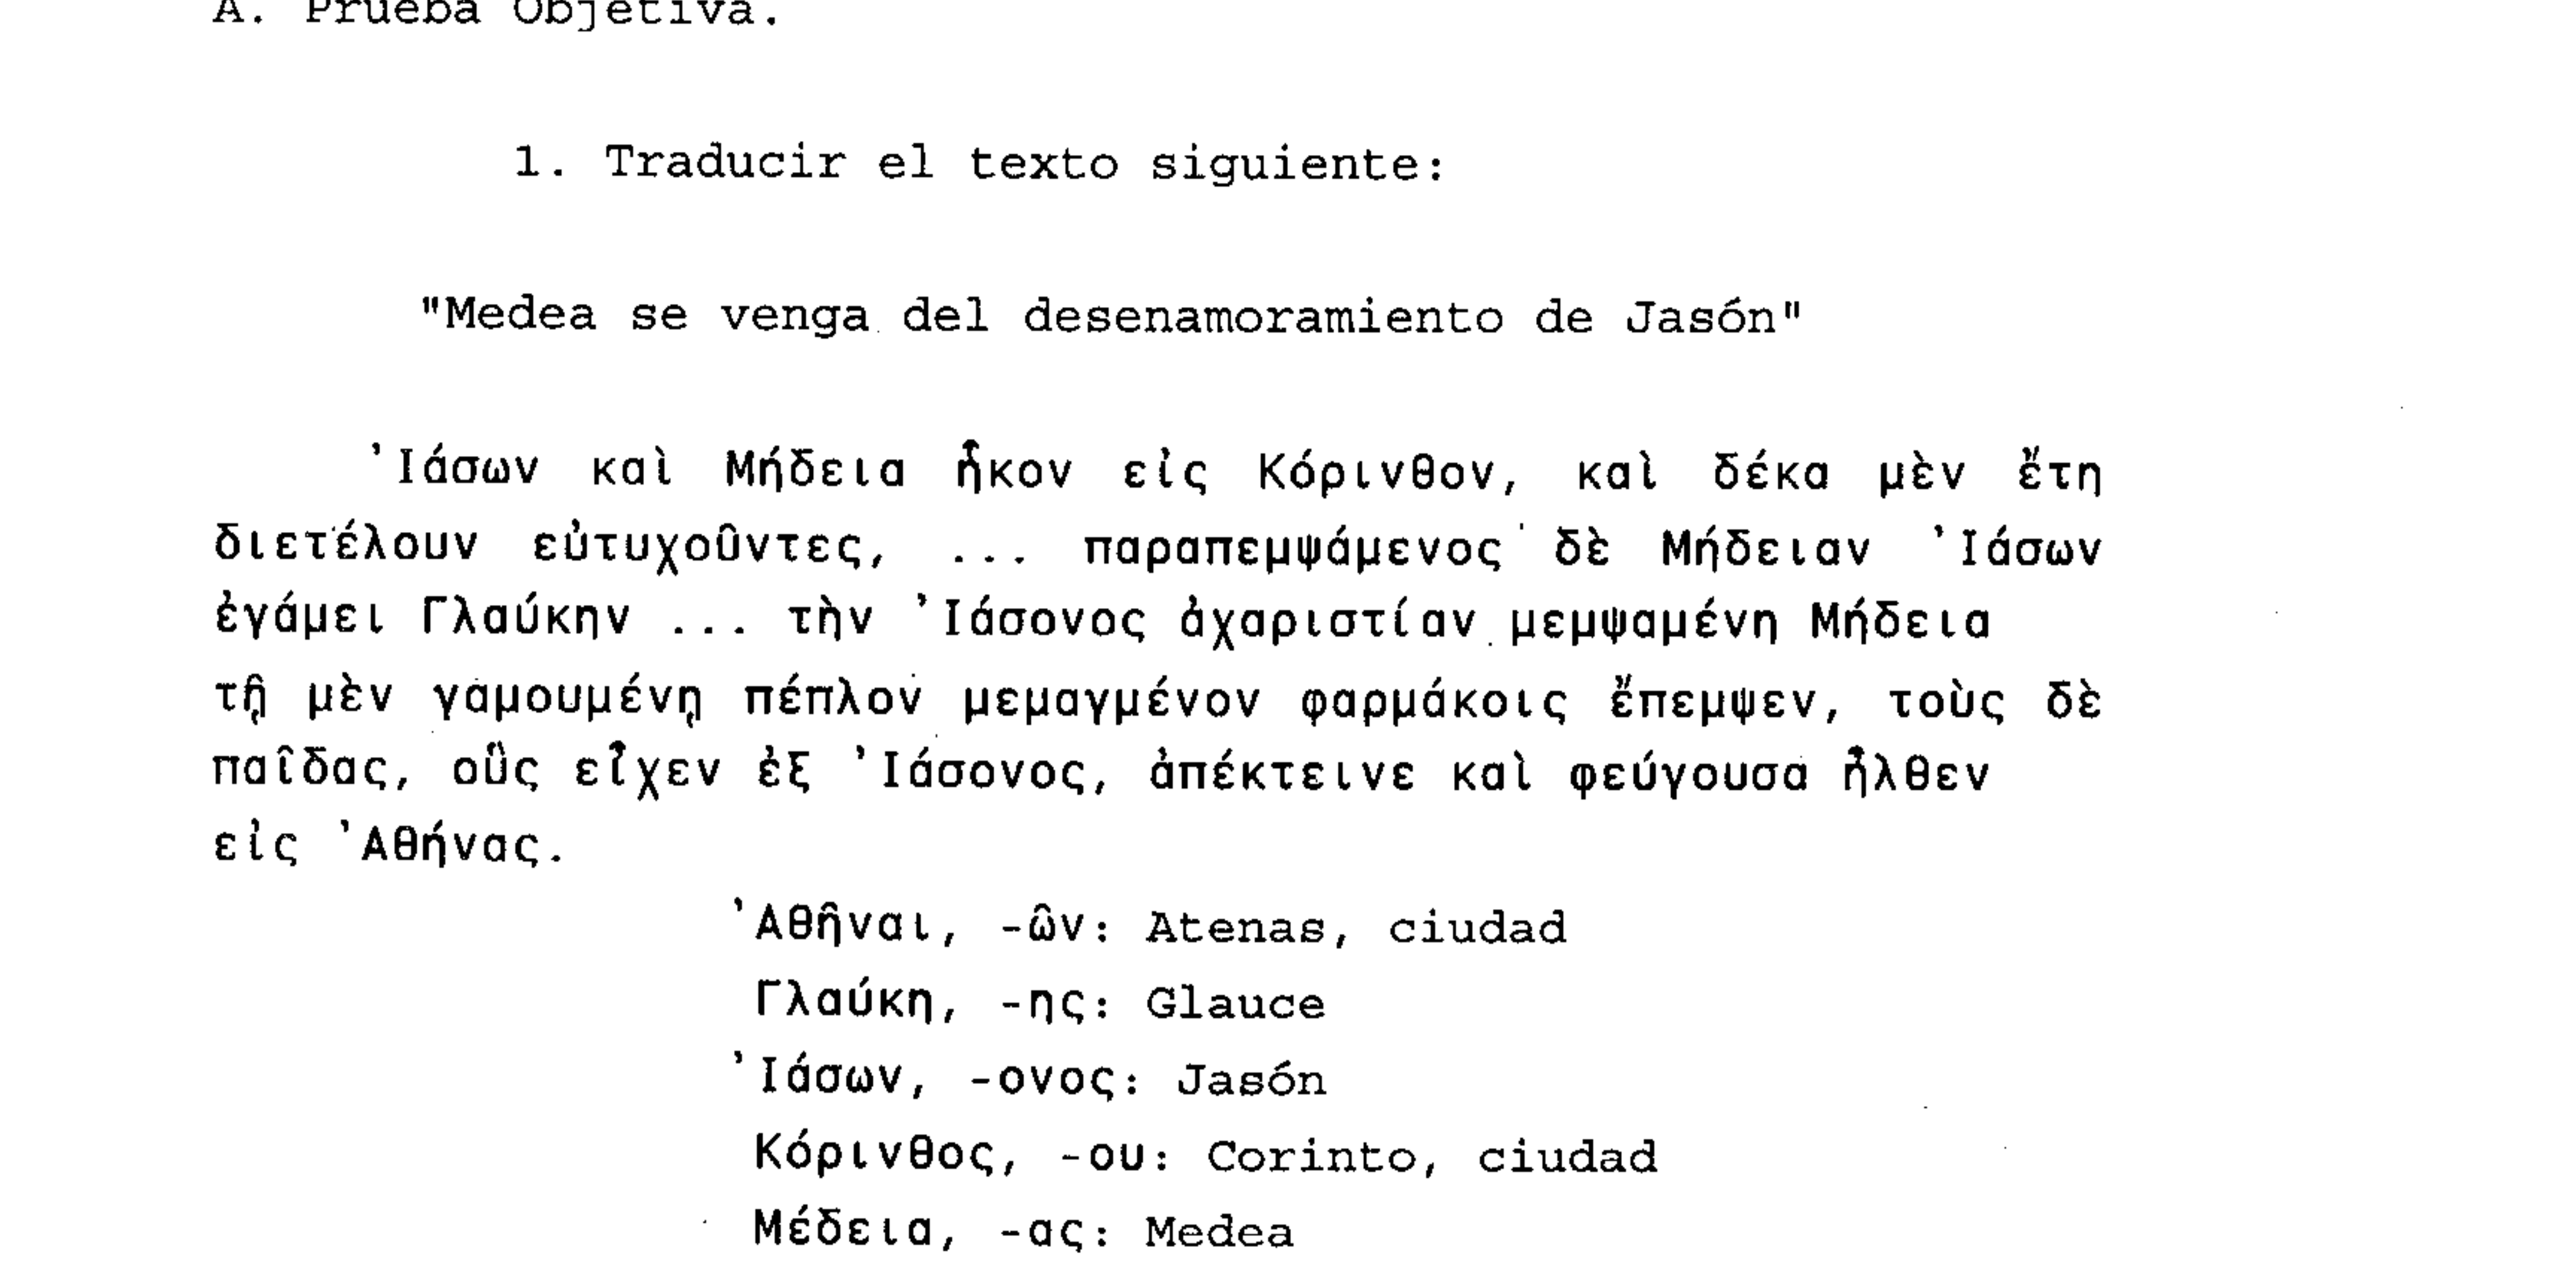 A. Prueba Objetiva.
1. Traducir el texto siguiente:
"Medea se venga del desenamoramiento de Jasón"
Ἰάσων καὶ Μήδεια ἧκον εἰς Κόρινθον, καὶ δέκα μὲν ἔτη
διετέλουν εὐτυχοῦντες, ... παραπεμψάμενος δὲ Μήδειαν Ἰάσων
ἐγάμει Γλαύκην ... τὴν Ἰάσονος ἀχαριστίαν μεμψαμένη Μήδεια
τῇ μὲν γαμουμένῃ πέπλον μεμαγμένον φαρμάκοις ἔπεμψεν, τοὺς δὲ
παῖδας, οὓς εἶχεν ἐξ Ἰάσονος, ἀπέκτεινε καὶ φεύγουσα ἦλθεν
εἰς Ἀθήνας.
Ἀθῆναι, -ῶν: Atenas, ciudad
Γλαύκη, -ης: Glauce
Ἰάσων, -ονος: Jasón
Κόρινθος, -ου: Corinto, ciudad
Μέδεια, -ας: Medea